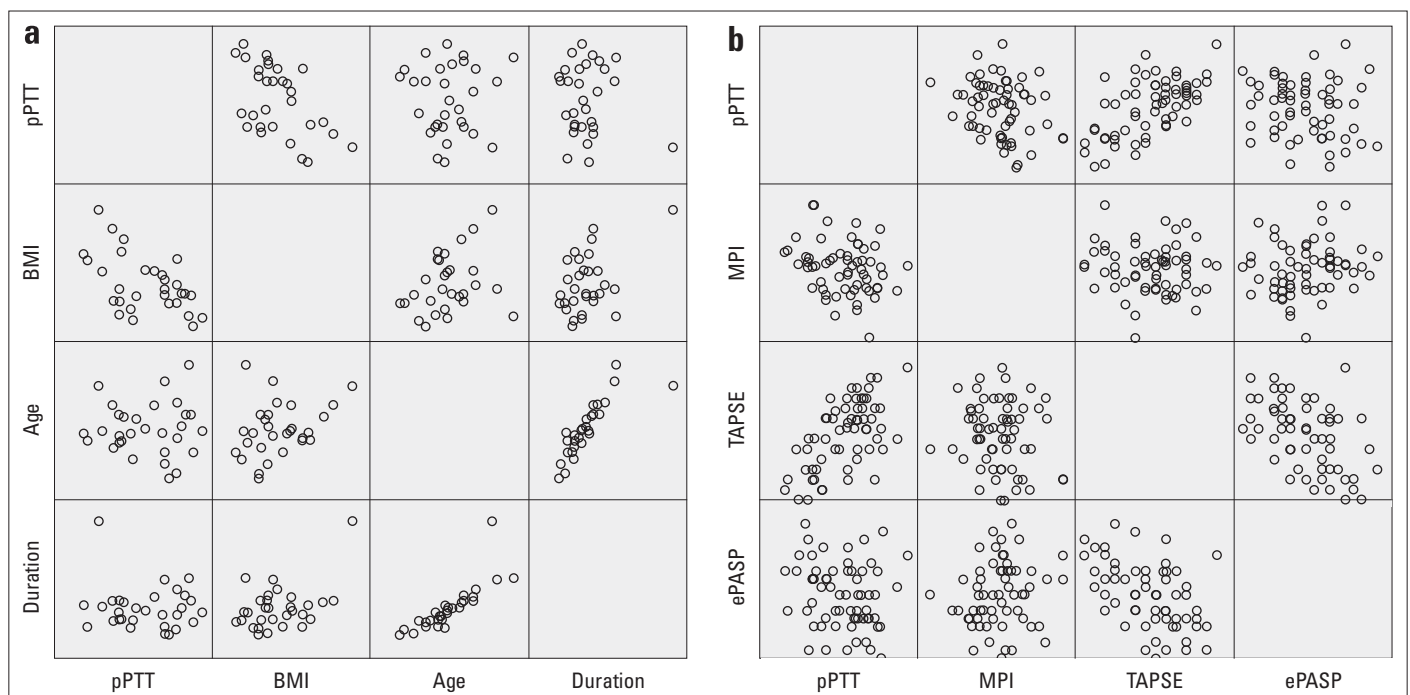 a
pPTT
BMI
Age
Duration
pPTT BMI Age Duration
b
pPTT
MPI
TAPSE
ePASP
pPTT MPI TAPSE ePASP